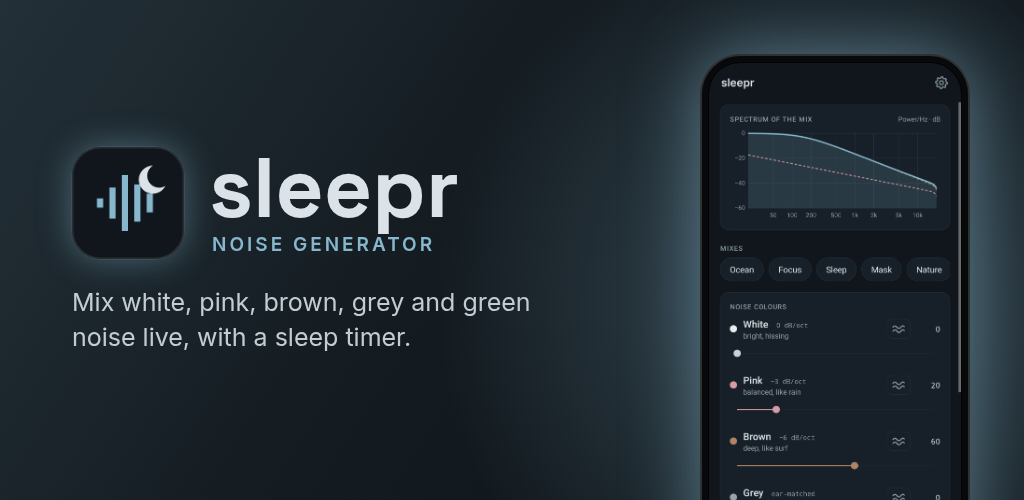 sleepr
NOISE GENERATOR
Mix white, pink, brown, grey and green
noise live, with a sleep timer.
sleepr
SPECTRUM OF THE MIX Power/Hz · dB
0
−20
−40
−60
50 100 200 500 1k 2k 5k 10k
MIXES
Ocean Focus Sleep Mask Nature
NOISE COLOURS
White 0 dB/oct 0
bright, hissing
Pink −3 dB/oct 20
balanced, like rain
Brown −6 dB/oct 60
deep, like surf
Grey ear-matched 0